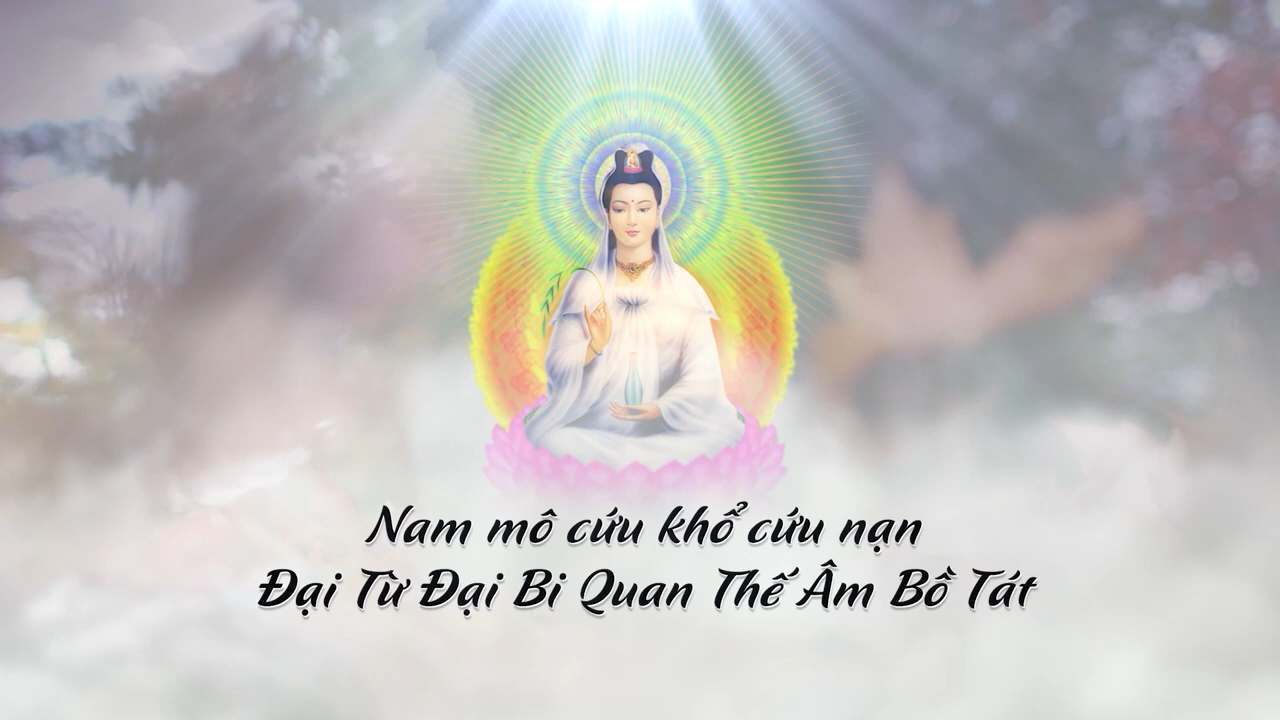 Nam mô cứu khổ cứu nạn
Đại Từ Đại Bi Quan Thế Âm Bồ Tát